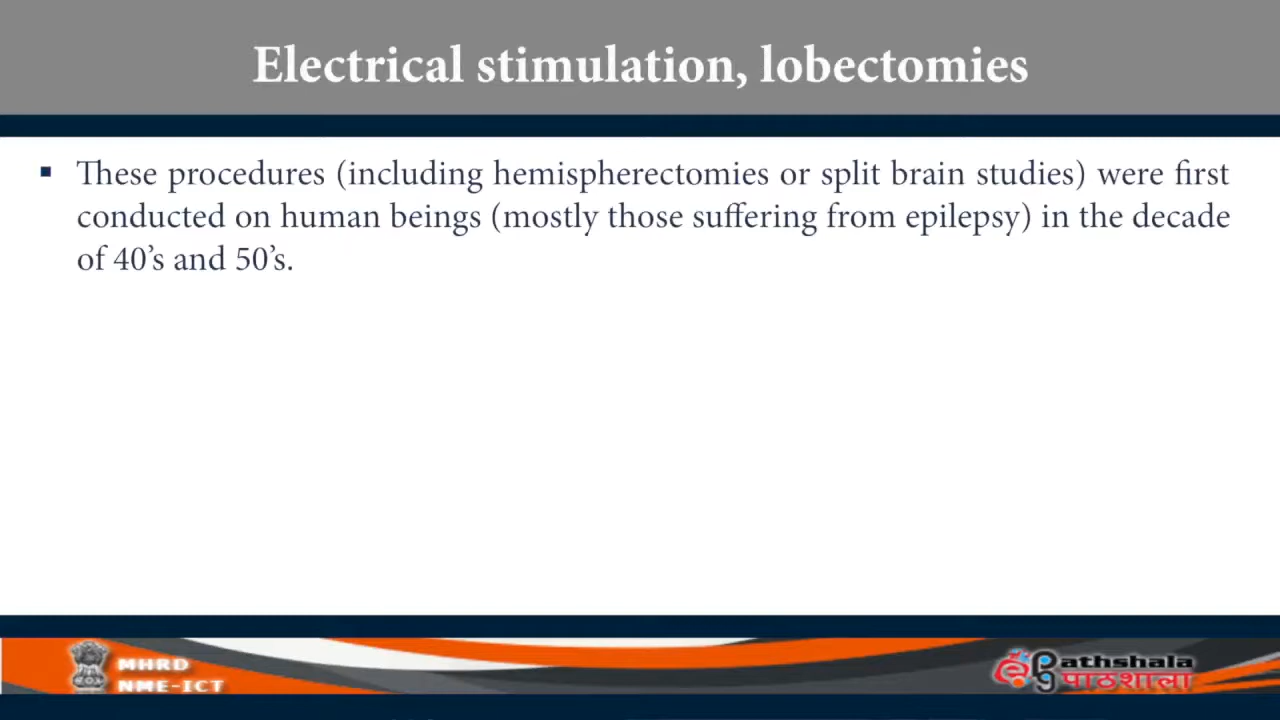 Electrical stimulation, lobectomies
▪ These procedures (including hemispherectomies or split brain studies) were first
conducted on human beings (mostly those suffering from epilepsy) in the decade
of 40’s and 50’s.
MHRD
NME-ICT
ePathshala
पाठशाला